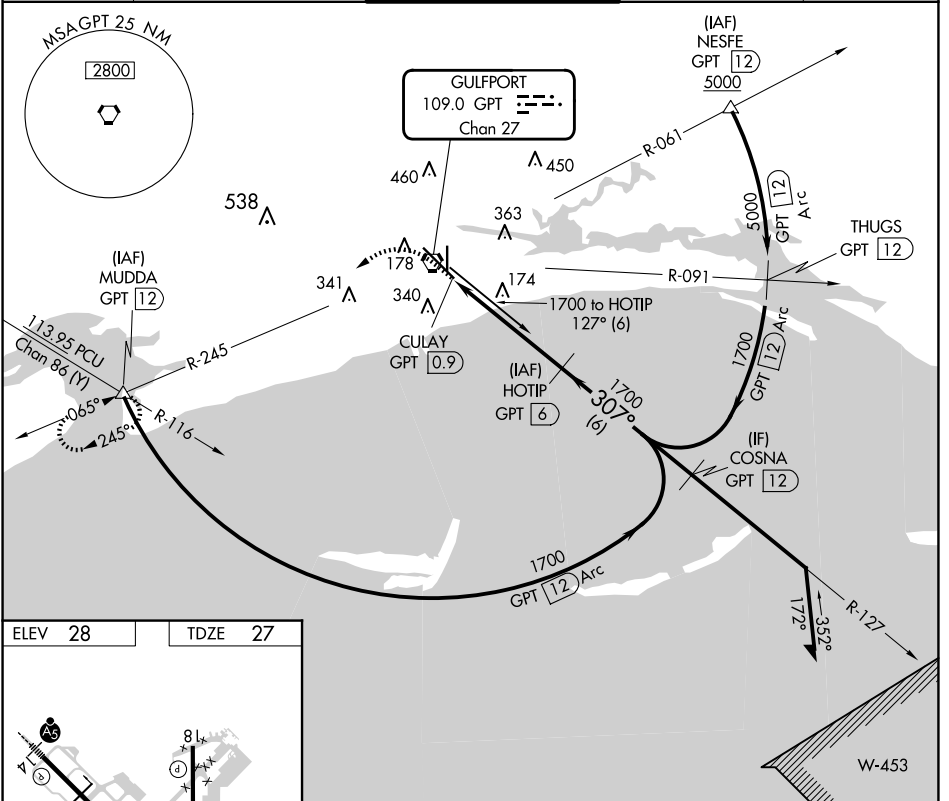 MSA GPT 25 NM
2800
GULFPORT
109.0 GPT
Chan 27
(IAF)
NESFE
GPT 12
5000
R-061
460
450
538
363
5000
GPT 12 Arc
THUGS
GPT 12
(IAF)
MUDDA
GPT 12
178
341
340
174
R-091
1700 to HOTIP
127° (6)
113.95 PCU
Chan 86 (Y)
R-245
CULAY
GPT 0.9
(IAF)
HOTIP
GPT 6
1700
307°
(6)
1700
GPT 12 Arc
065°
245°
R-116
(IF)
COSNA
GPT 12
1700
GPT 12 Arc
172°
352°
R-127
W-453
ELEV 28
TDZE 27
A5
14
P
18
P